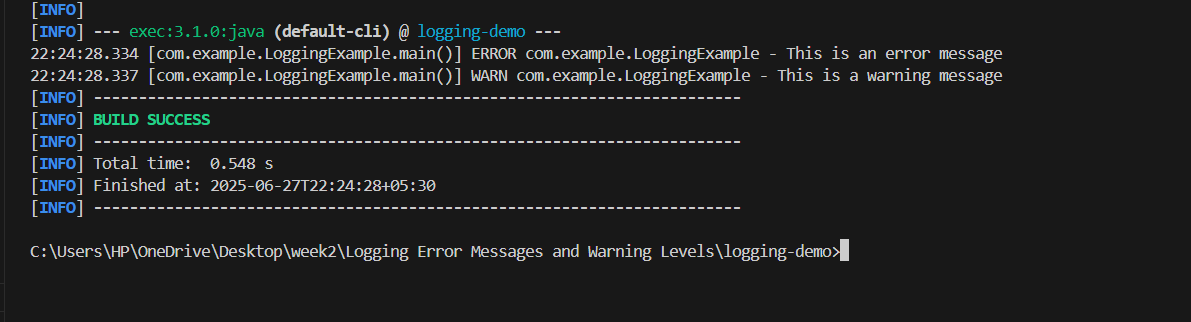 [INFO]
[INFO] --- exec:3.1.0:java (default-cli) @ logging-demo ---
22:24:28.334 [com.example.LoggingExample.main()] ERROR com.example.LoggingExample - This is an error message
22:24:28.337 [com.example.LoggingExample.main()] WARN com.example.LoggingExample - This is a warning message
[INFO] ------------------------------------------------------------------------
[INFO] BUILD SUCCESS
[INFO] ------------------------------------------------------------------------
[INFO] Total time:  0.548 s
[INFO] Finished at: 2025-06-27T22:24:28+05:30
[INFO] ------------------------------------------------------------------------
C:\Users\HP\OneDrive\Desktop\week2\Logging Error Messages and Warning Levels\logging-demo>